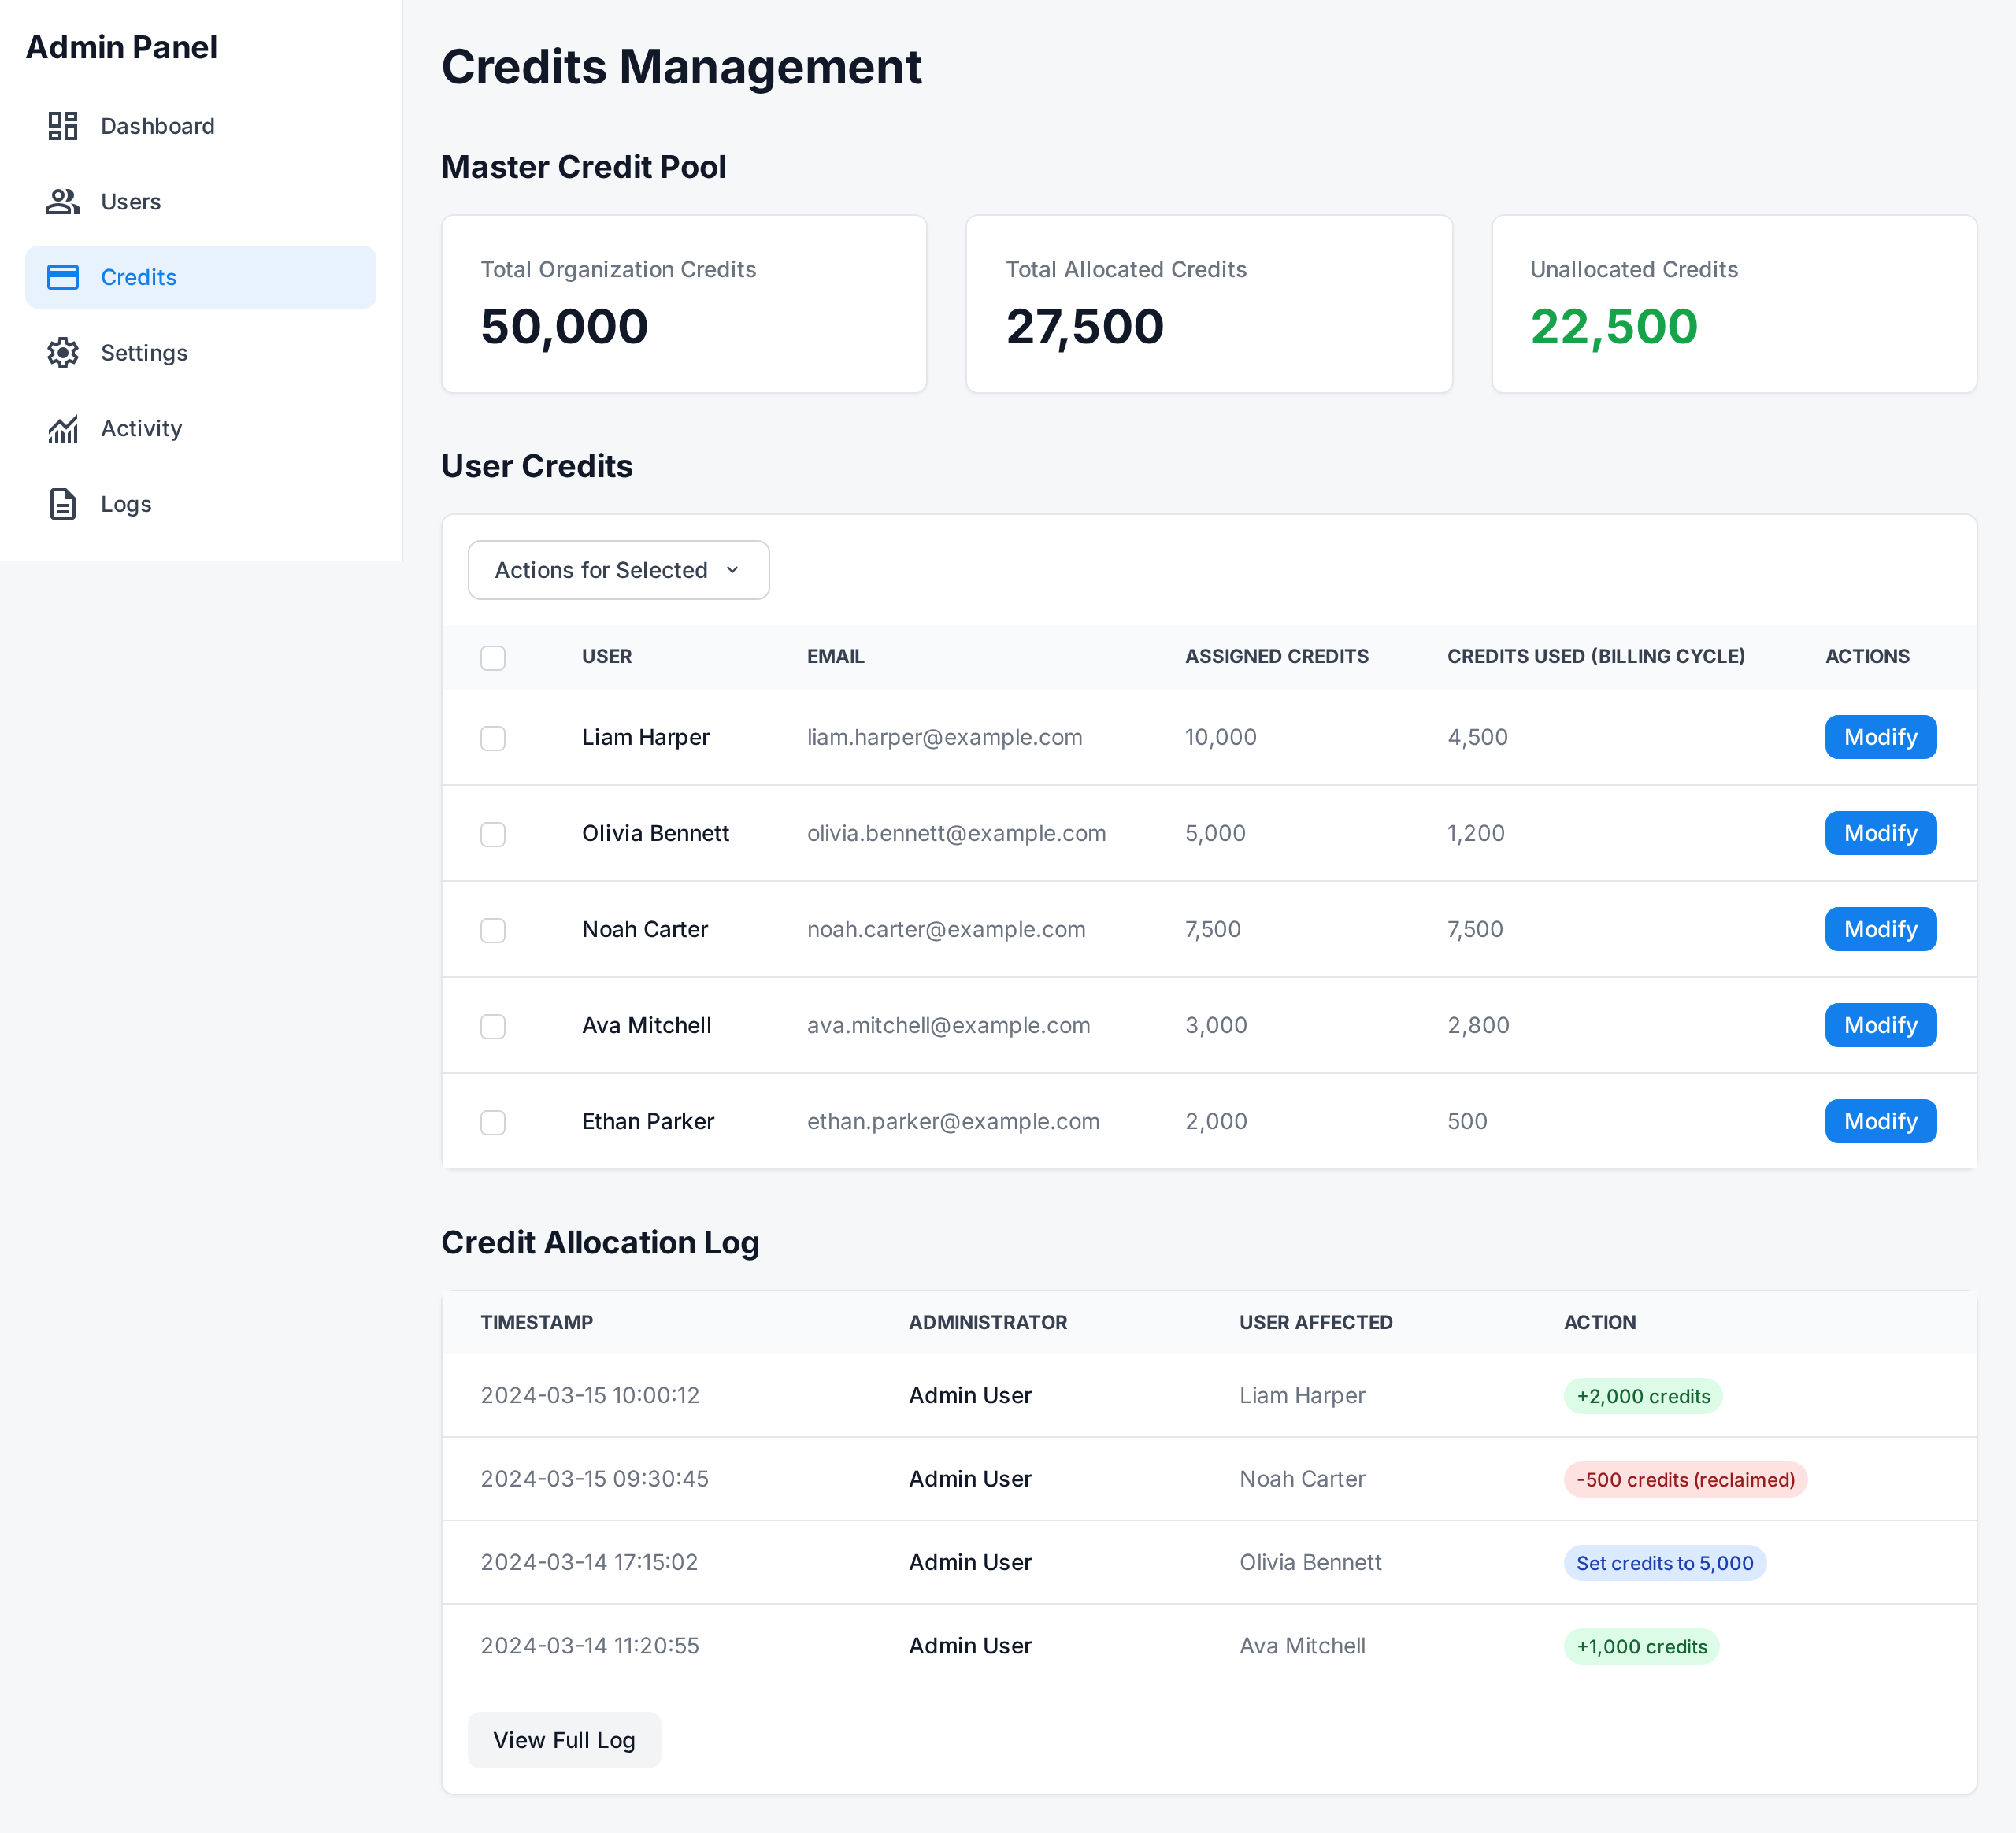 Admin Panel
Dashboard
Users
Credits
Settings
Activity
Logs
Credits Management
Master Credit Pool
Total Organization Credits
50,000
Total Allocated Credits
27,500
Unallocated Credits
22,500
User Credits
Actions for Selected
USER EMAIL ASSIGNED CREDITS CREDITS USED (BILLING CYCLE) ACTIONS
Liam Harper liam.harper@example.com 10,000 4,500 Modify
Olivia Bennett olivia.bennett@example.com 5,000 1,200 Modify
Noah Carter noah.carter@example.com 7,500 7,500 Modify
Ava Mitchell ava.mitchell@example.com 3,000 2,800 Modify
Ethan Parker ethan.parker@example.com 2,000 500 Modify
Credit Allocation Log
TIMESTAMP ADMINISTRATOR USER AFFECTED ACTION
2024-03-15 10:00:12 Admin User Liam Harper +2,000 credits
2024-03-15 09:30:45 Admin User Noah Carter -500 credits (reclaimed)
2024-03-14 17:15:02 Admin User Olivia Bennett Set credits to 5,000
2024-03-14 11:20:55 Admin User Ava Mitchell +1,000 credits
View Full Log